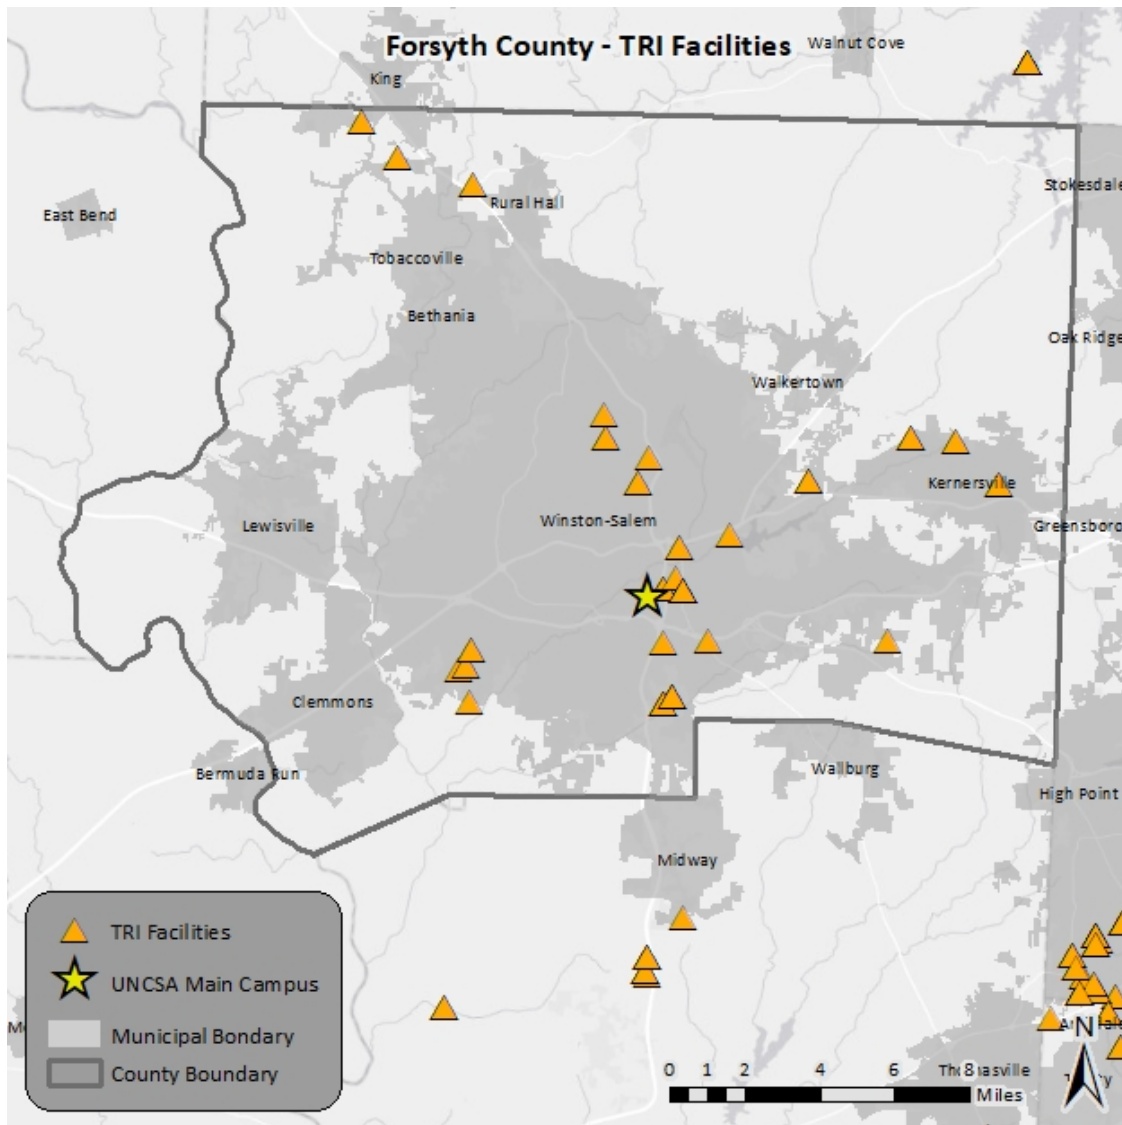 Forsyth County - TRI Facilities
Walnut Cove
King
Stokesdale
East Bend
Rural Hall
Tobaccoville
Bethania
Oak Ridge
Walkertown
Kernersville
Winston-Salem
Lewisville
Greensboro
Clemmons
Bermuda Run
Wallburg
High Point
Midway
TRI Facilities
UNCSA Main Campus
Municipal Bondary
County Boundary
N
0 1 2 4 6 8
Miles